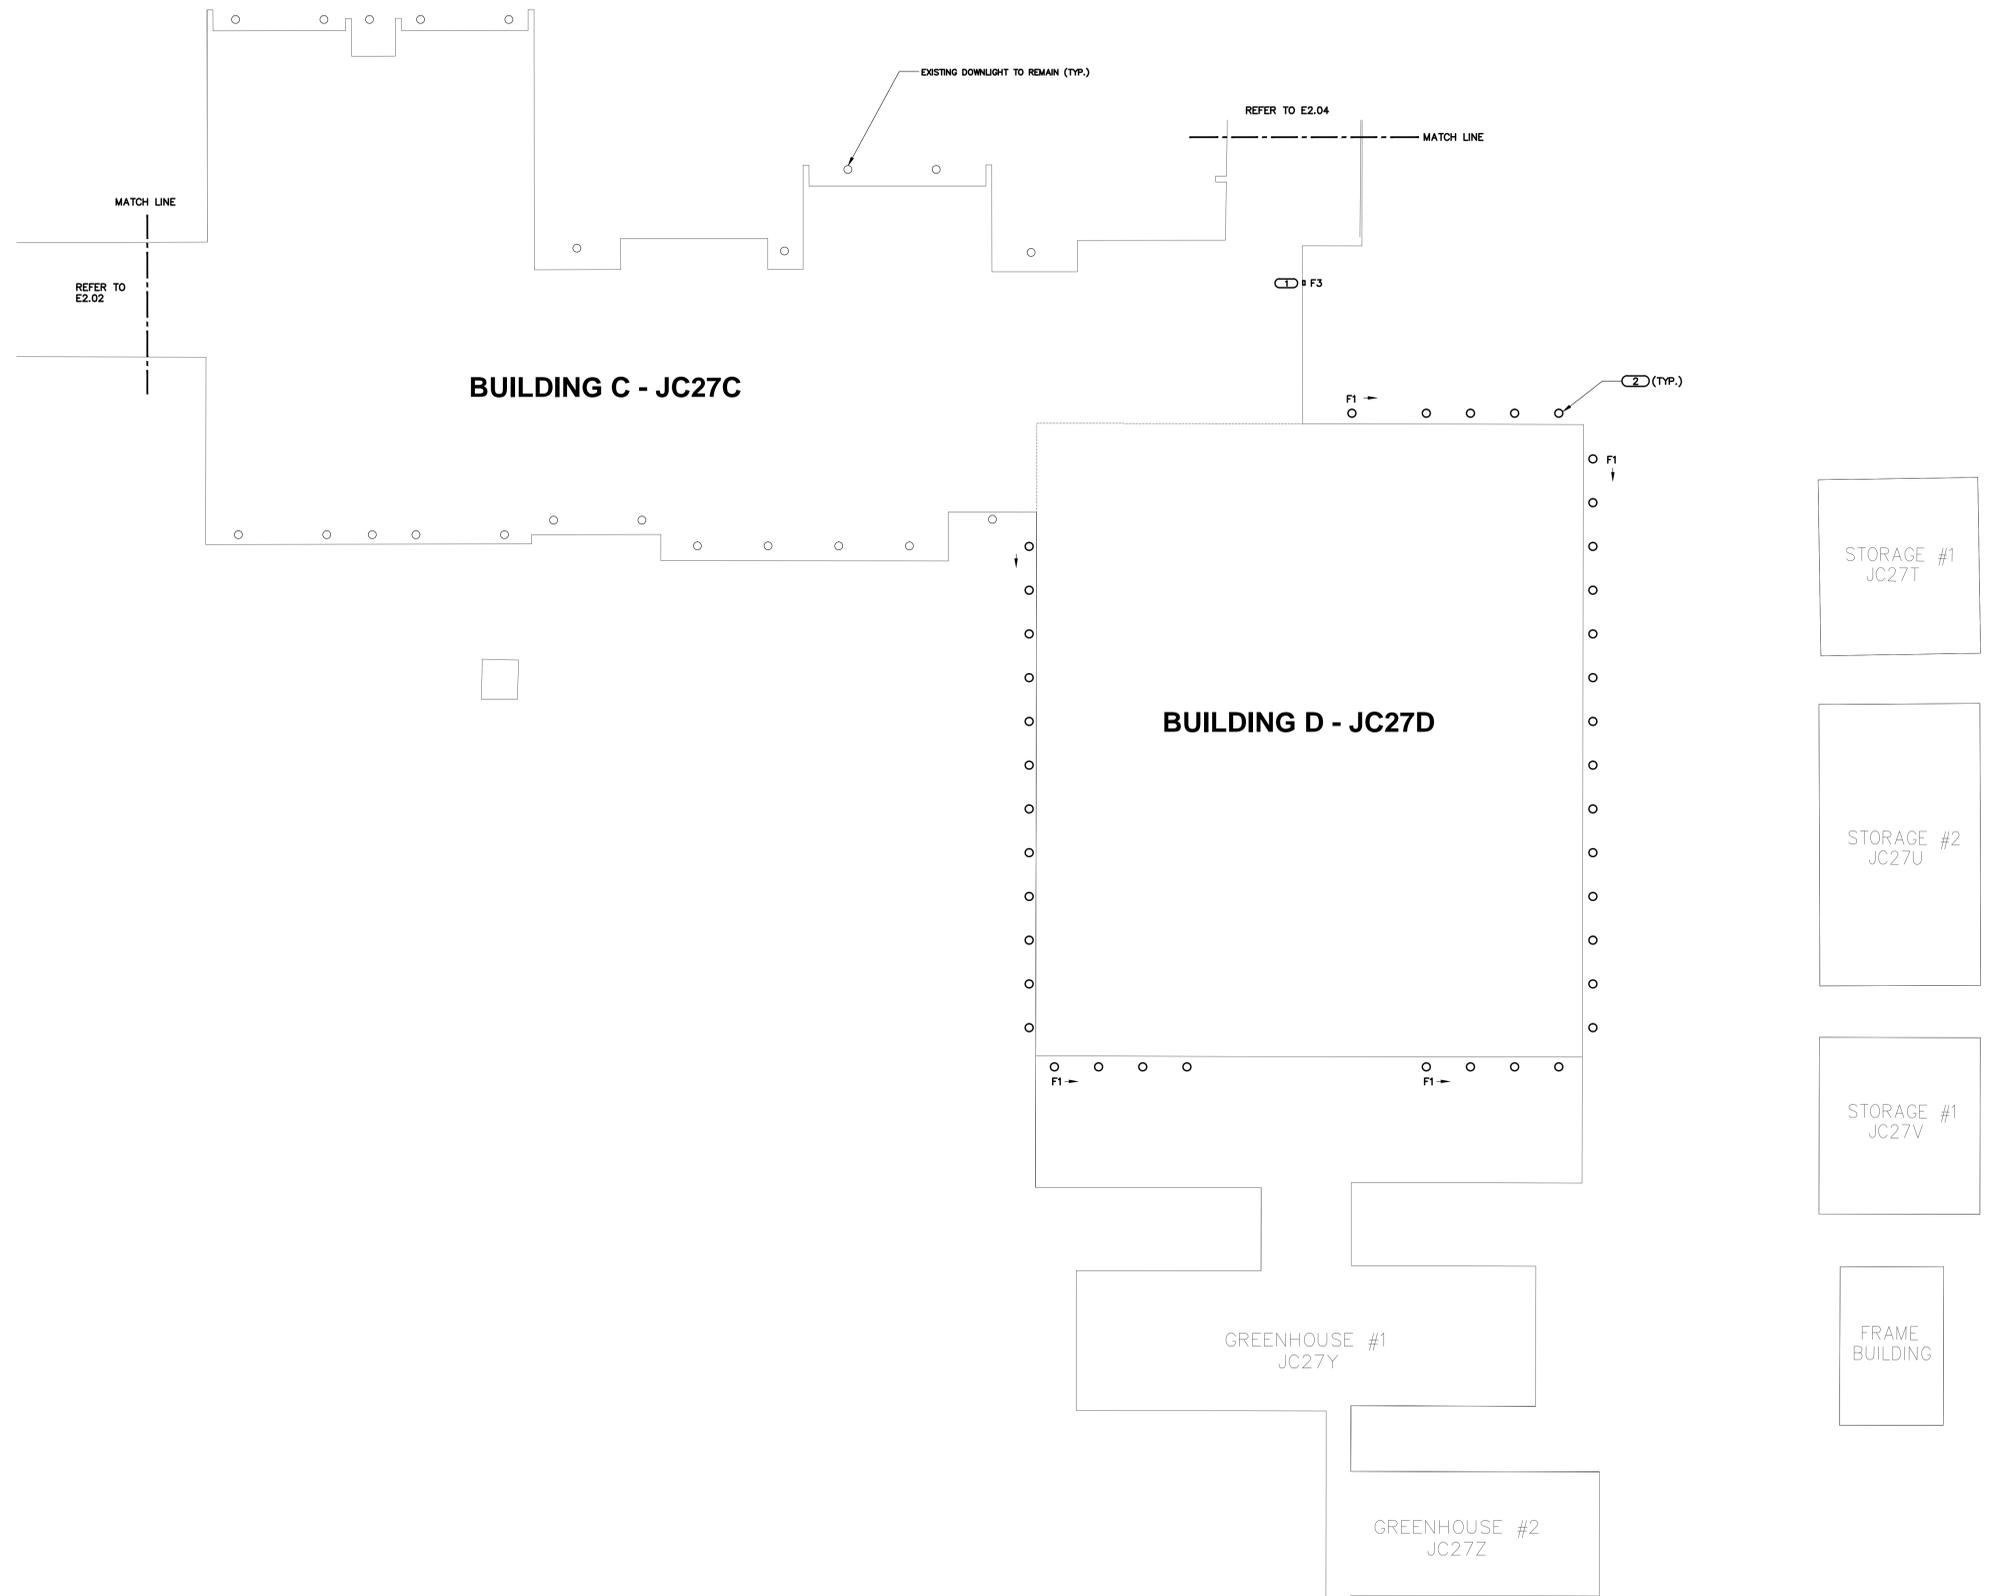 EXISTING DOWNLIGHT TO REMAIN (TYP.)
REFER TO E2.04
MATCH LINE
MATCH LINE
REFER TO
E2.02
1
F3
BUILDING C - JC27C
2 (TYP.)
F1
F1
STORAGE #1
JC27T
BUILDING D - JC27D
STORAGE #2
JC27U
F1
F1
STORAGE #1
JC27V
GREENHOUSE #1
JC27Y
FRAME
BUILDING
GREENHOUSE #2
JC27Z